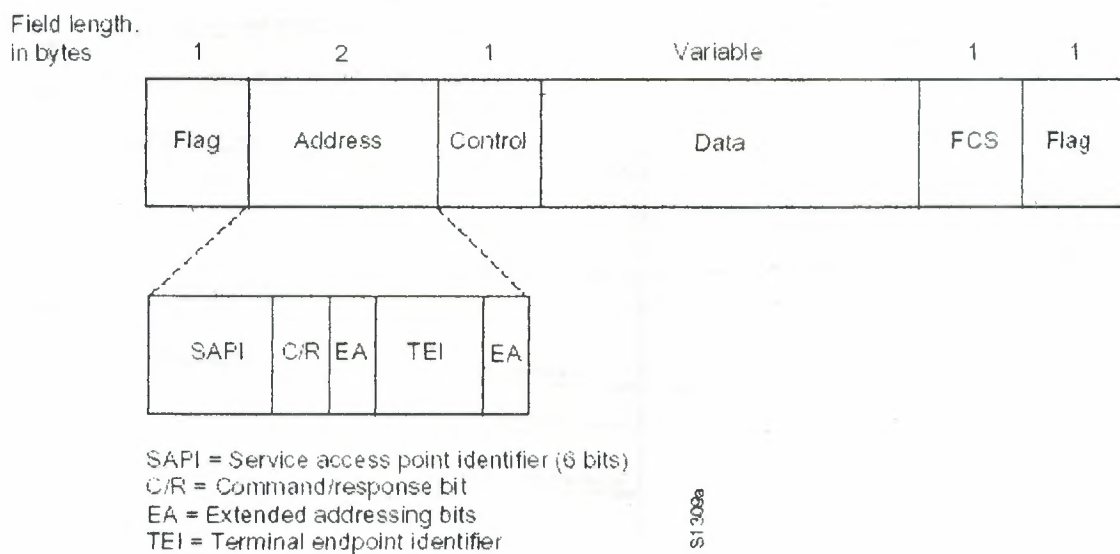 Field length.
in bytes 1 2 1 Variable 1 1
Flag Address Control Data FCS Flag
SAPI C/R EA TEI EA
SAPI = Service access point identifier (6 bits)
C/R = Command/response bit
EA = Extended addressing bits
TEI = Terminal endpoint identifier
S1309a